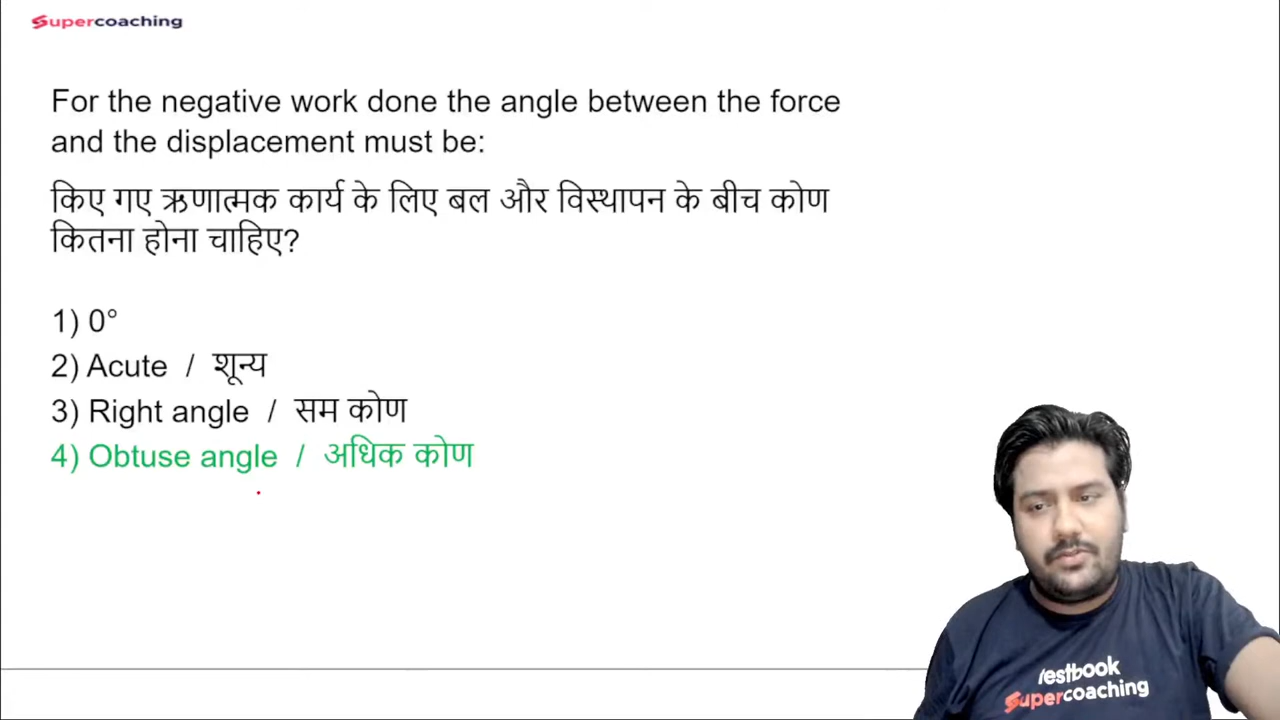 Supercoaching
For the negative work done the angle between the force
and the displacement must be:
किए गए ऋणात्मक कार्य के लिए बल और विस्थापन के बीच कोण
कितना होना चाहिए?
1) 0°
2) Acute / शून्य
3) Right angle / सम कोण
4) Obtuse angle / अधिक कोण
testbook
Supercoaching